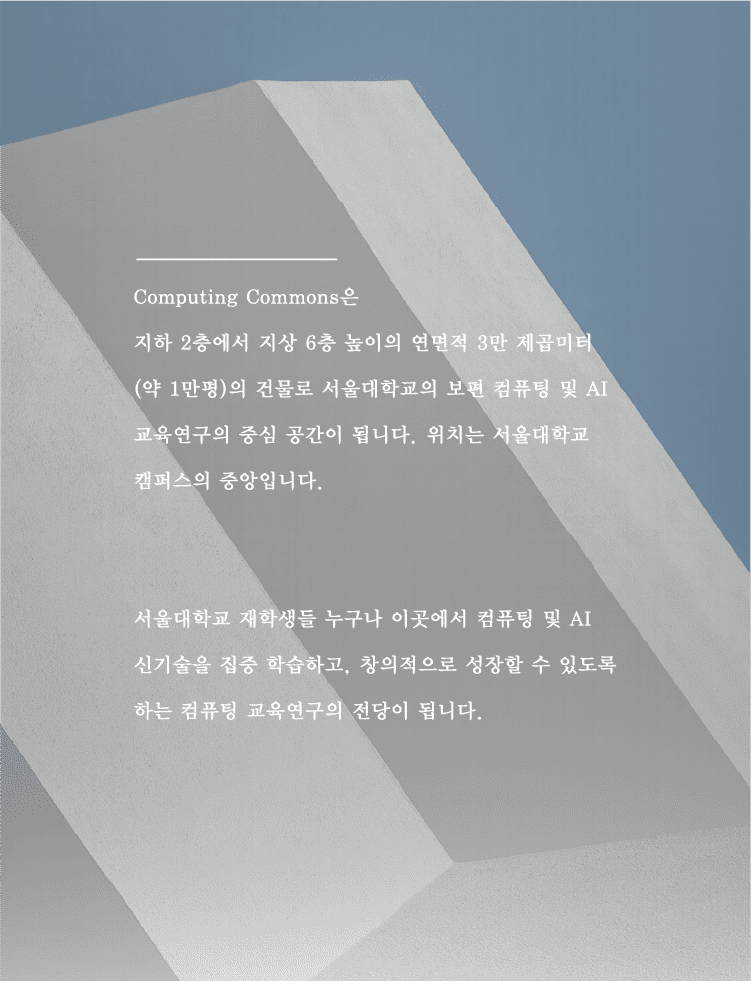 Computing Commons은
지하 2층에서 지상 6층 높이의 연면적 3만 제곱미터
(약 1만평)의 건물로 서울대학교의 보편 컴퓨팅 및 AI
교육연구의 중심 공간이 됩니다. 위치는 서울대학교
캠퍼스의 중앙입니다.
서울대학교 재학생들 누구나 이곳에서 컴퓨팅 및 AI
신기술을 집중 학습하고, 창의적으로 성장할 수 있도록
하는 컴퓨팅 교육연구의 전당이 됩니다.